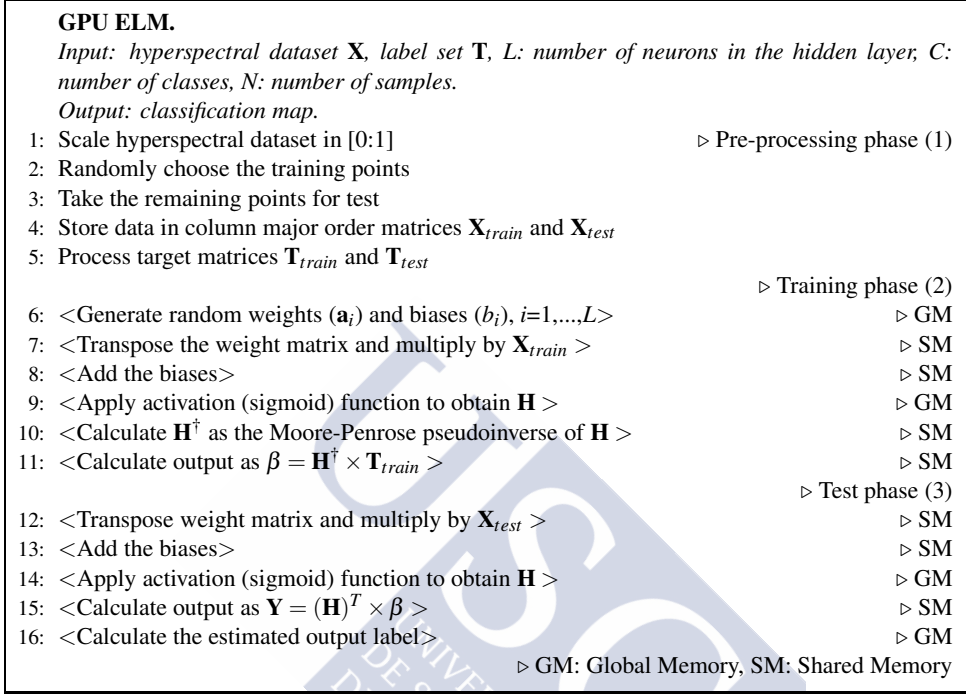 GPU ELM.
Input: hyperspectral dataset X, label set T, L: number of neurons in the hidden layer, C:
number of classes, N: number of samples.
Output: classification map.
1: Scale hyperspectral dataset in [0:1] ▷ Pre-processing phase (1)
2: Randomly choose the training points
3: Take the remaining points for test
4: Store data in column major order matrices X_train and X_test
5: Process target matrices T_train and T_test
▷ Training phase (2)
6: <Generate random weights (a_i) and biases (b_i), i=1,...,L> ▷ GM
7: <Transpose the weight matrix and multiply by X_train > ▷ SM
8: <Add the biases> ▷ SM
9: <Apply activation (sigmoid) function to obtain H > ▷ GM
10: <Calculate H† as the Moore-Penrose pseudoinverse of H > ▷ SM
11: <Calculate output as β = H† × T_train > ▷ SM
▷ Test phase (3)
12: <Transpose weight matrix and multiply by X_test > ▷ SM
13: <Add the biases> ▷ SM
14: <Apply activation (sigmoid) function to obtain H > ▷ GM
15: <Calculate output as Y = (H)^T × β > ▷ SM
16: <Calculate the estimated output label> ▷ GM
▷ GM: Global Memory, SM: Shared Memory
USC